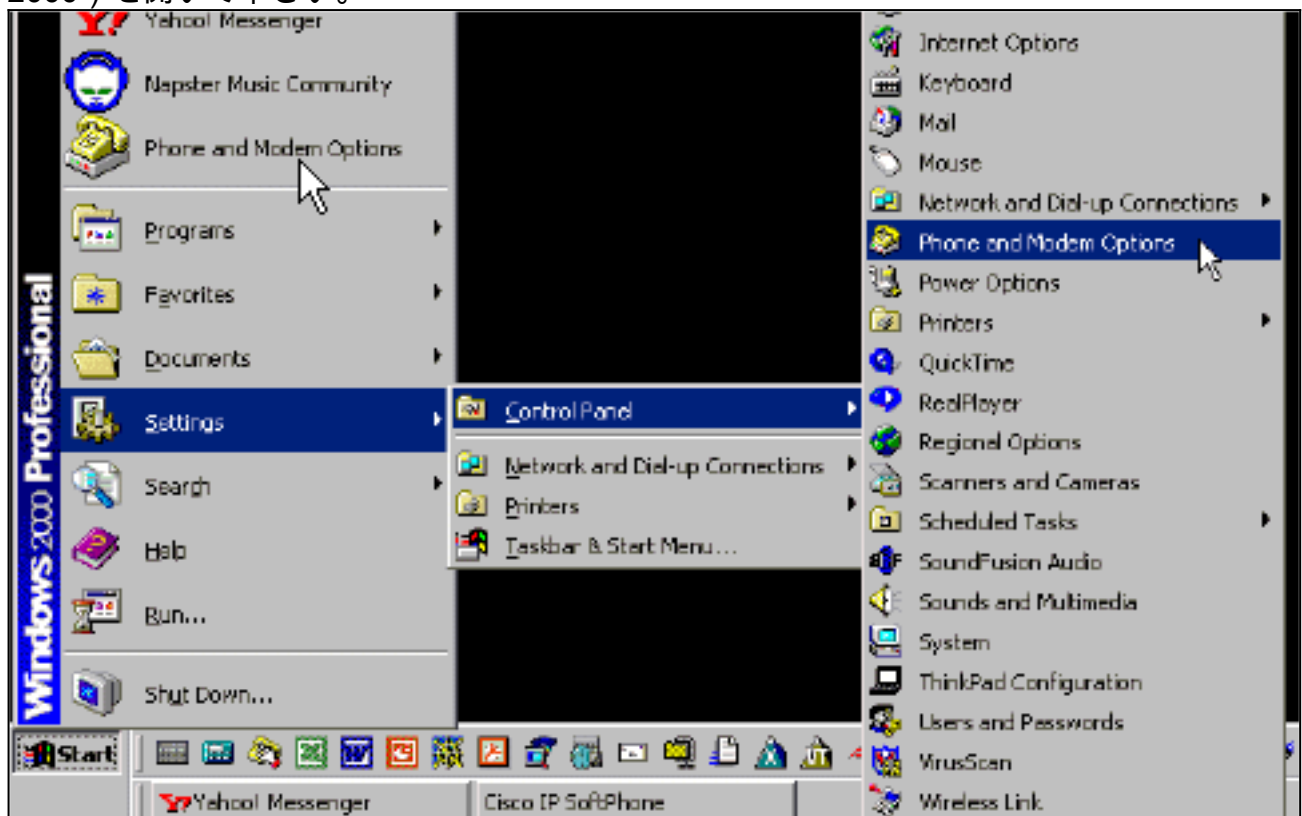 Yahoo! Messenger
Napster Music Community
Phone and Modem Options
Programs
Favorites
Documents
Settings
Search
Help
Run...
Shut Down...
Windows 2000 Professional
Control Panel
Network and Dial-up Connections
Printers
Taskbar & Start Menu...
Internet Options
Keyboard
Mail
Mouse
Network and Dial-up Connections
Phone and Modem Options
Power Options
Printers
QuickTime
RealPlayer
Regional Options
Scanners and Cameras
Scheduled Tasks
SoundFusion Audio
Sounds and Multimedia
System
ThinkPad Configuration
Users and Passwords
VirusScan
Wireless Link
Start
Yahoo! Messenger
Cisco IP SoftPhone